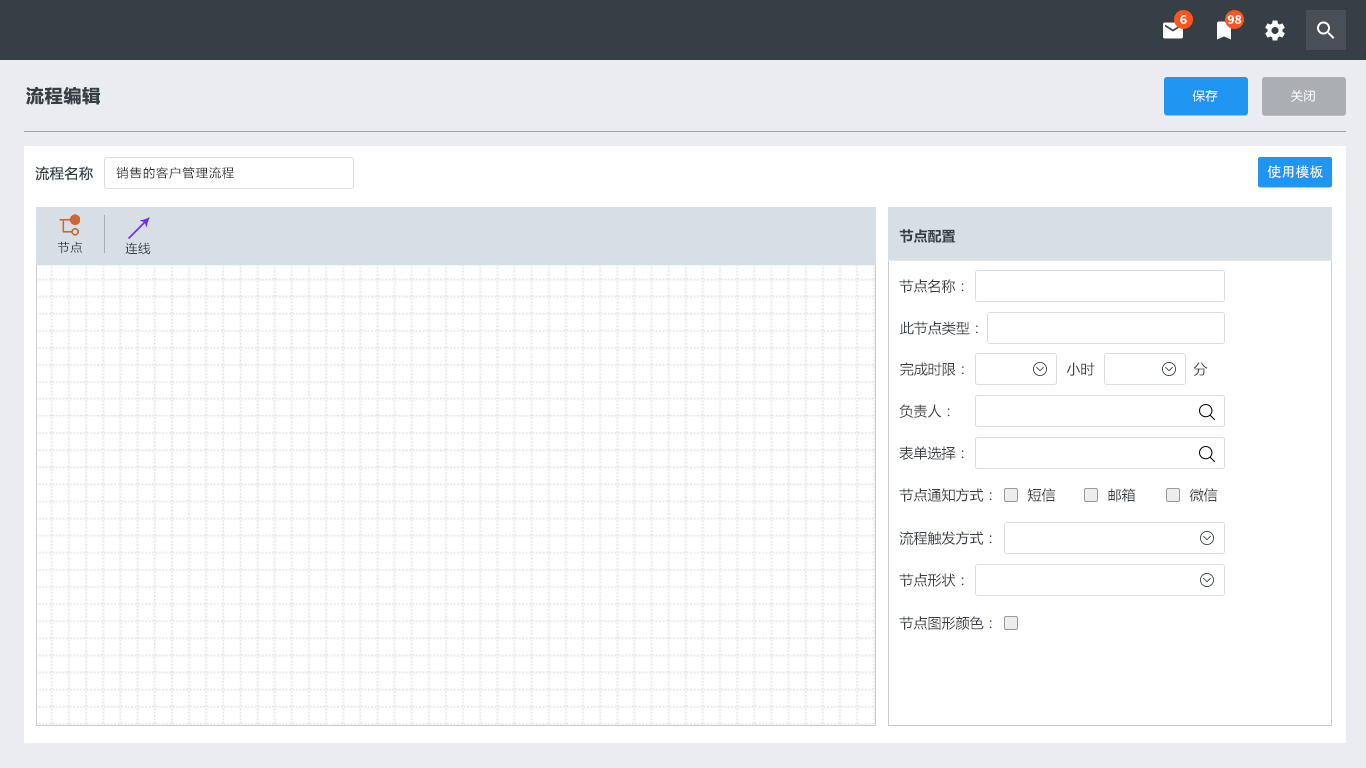 6
98
流程编辑
保存
关闭
流程名称
销售的客户管理流程
使用模板
节点
连线
节点配置
节点名称：
此节点类型：
完成时限：
小时
分
负责人：
表单选择：
节点通知方式：
短信
邮箱
微信
流程触发方式：
节点形状：
节点图形颜色：